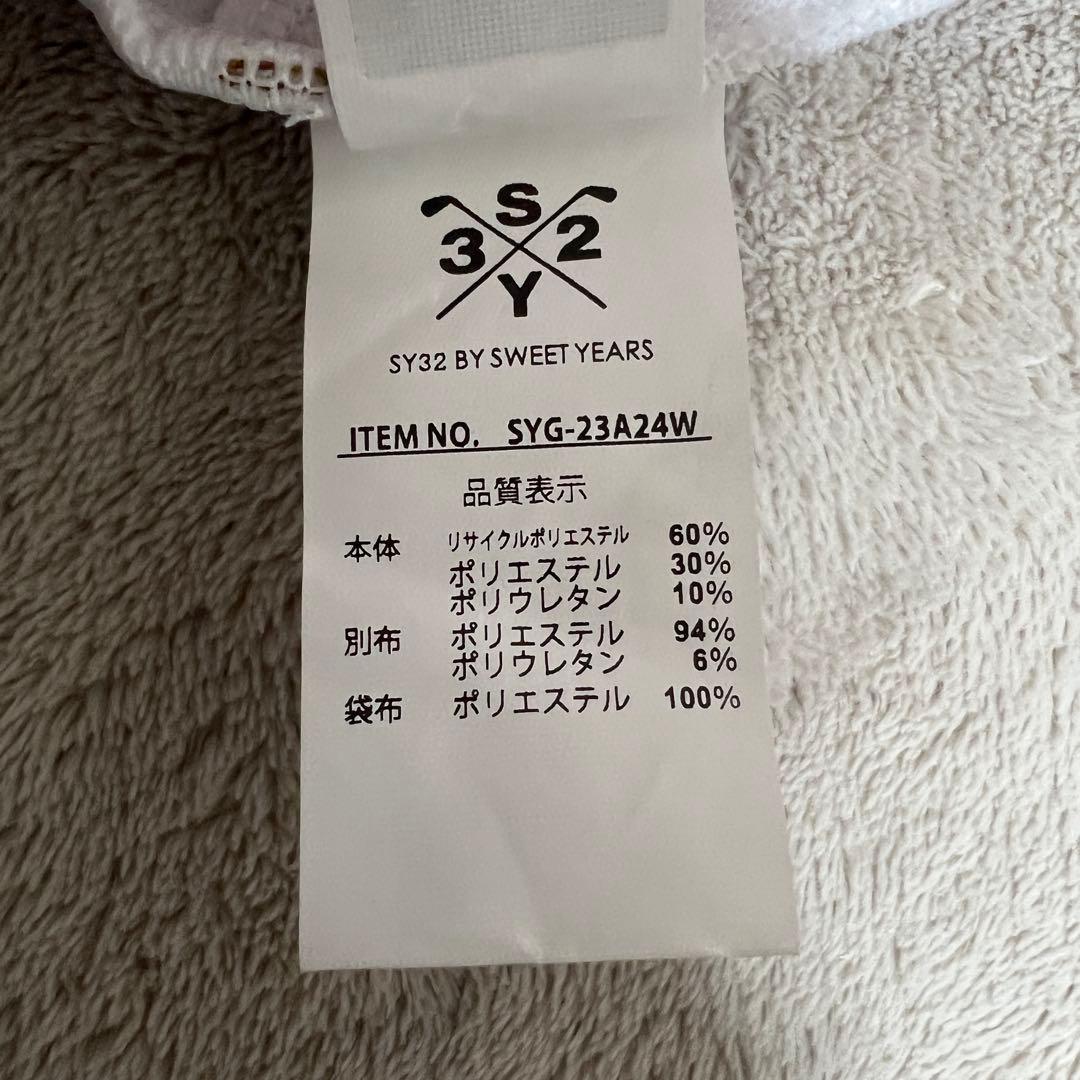 S
3 2
Y
SY32 BY SWEET YEARS
ITEM NO. SYG-23A24W
品質表示
本体 リサイクルポリエステル 60%
ポリエステル 30%
ポリウレタン 10%
別布 ポリエステル 94%
ポリウレタン 6%
袋布 ポリエステル 100%